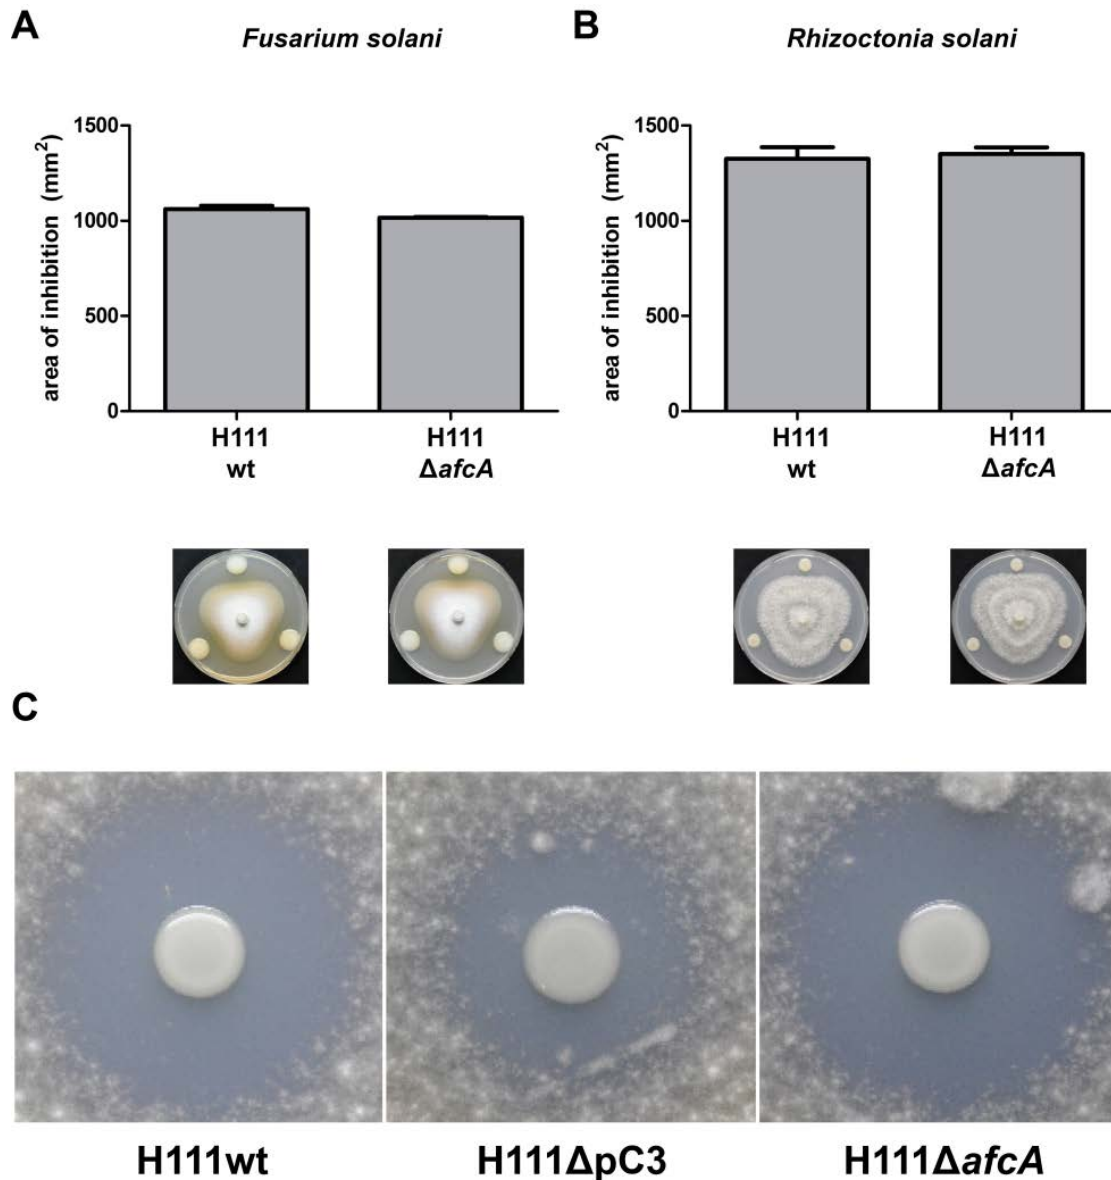 A
Fusarium solani
area of inhibition (mm²)
1500
1000
500
0
H111
wt
H111
ΔafcA
B
Rhizoctonia solani
area of inhibition (mm²)
1500
1000
500
0
H111
wt
H111
ΔafcA
C
H111wt
H111ΔpC3
H111ΔafcA